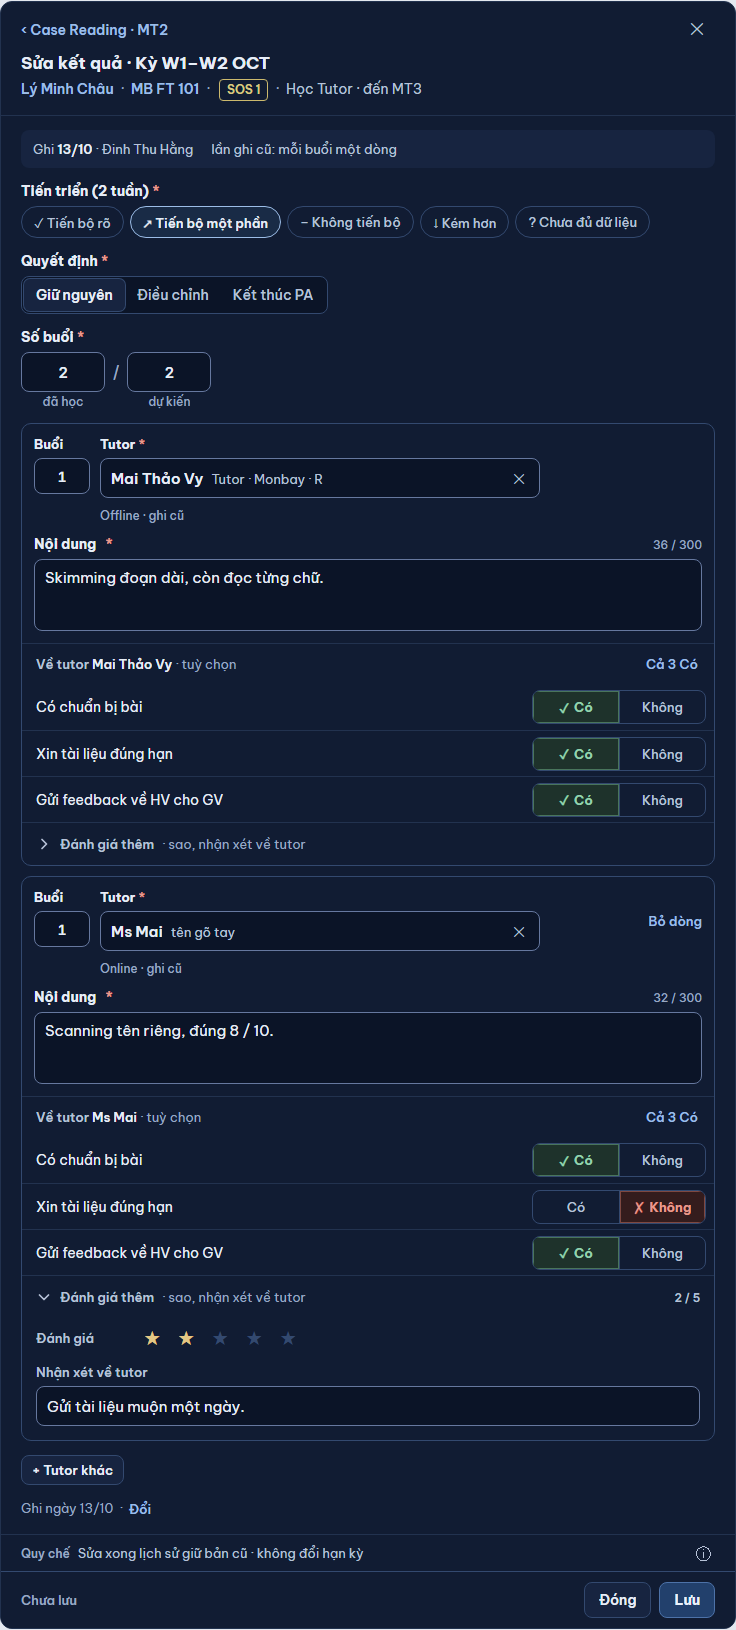 ‹ Case Reading · MT2
Sửa kết quả · Kỳ W1–W2 OCT
Lý Minh Châu · MB FT 101 · SOS 1 · Học Tutor · đến MT3
Ghi 13/10 · Đinh Thu Hằng lần ghi cũ: mỗi buổi một dòng
Tiến triển (2 tuần) *
✓ Tiến bộ rõ ↗ Tiến bộ một phần – Không tiến bộ ↓ Kém hơn ? Chưa đủ dữ liệu
Quyết định *
Giữ nguyên Điều chỉnh Kết thúc PA
Số buổi *
2 / 2
đã học dự kiến
Buổi Tutor *
1 Mai Thảo Vy Tutor · Monbay · R
Offline · ghi cũ
Nội dung * 36 / 300
Skimming đoạn dài, còn đọc từng chữ.
Về tutor Mai Thảo Vy · tuỳ chọn Cả 3 Có
Có chuẩn bị bài ✓ Có Không
Xin tài liệu đúng hạn ✓ Có Không
Gửi feedback về HV cho GV ✓ Có Không
Đánh giá thêm · sao, nhận xét về tutor
Buổi Tutor *
1 Ms Mai tên gõ tay Bỏ dòng
Online · ghi cũ
Nội dung * 32 / 300
Scanning tên riêng, đúng 8 / 10.
Về tutor Ms Mai · tuỳ chọn Cả 3 Có
Có chuẩn bị bài ✓ Có Không
Xin tài liệu đúng hạn Có ✗ Không
Gửi feedback về HV cho GV ✓ Có Không
Đánh giá thêm · sao, nhận xét về tutor 2 / 5
Đánh giá ★ ★ ★ ★ ★
Nhận xét về tutor
Gửi tài liệu muộn một ngày.
+ Tutor khác
Ghi ngày 13/10 · Đổi
Quy chế Sửa xong lịch sử giữ bản cũ · không đổi hạn kỳ
Chưa lưu Đóng Lưu